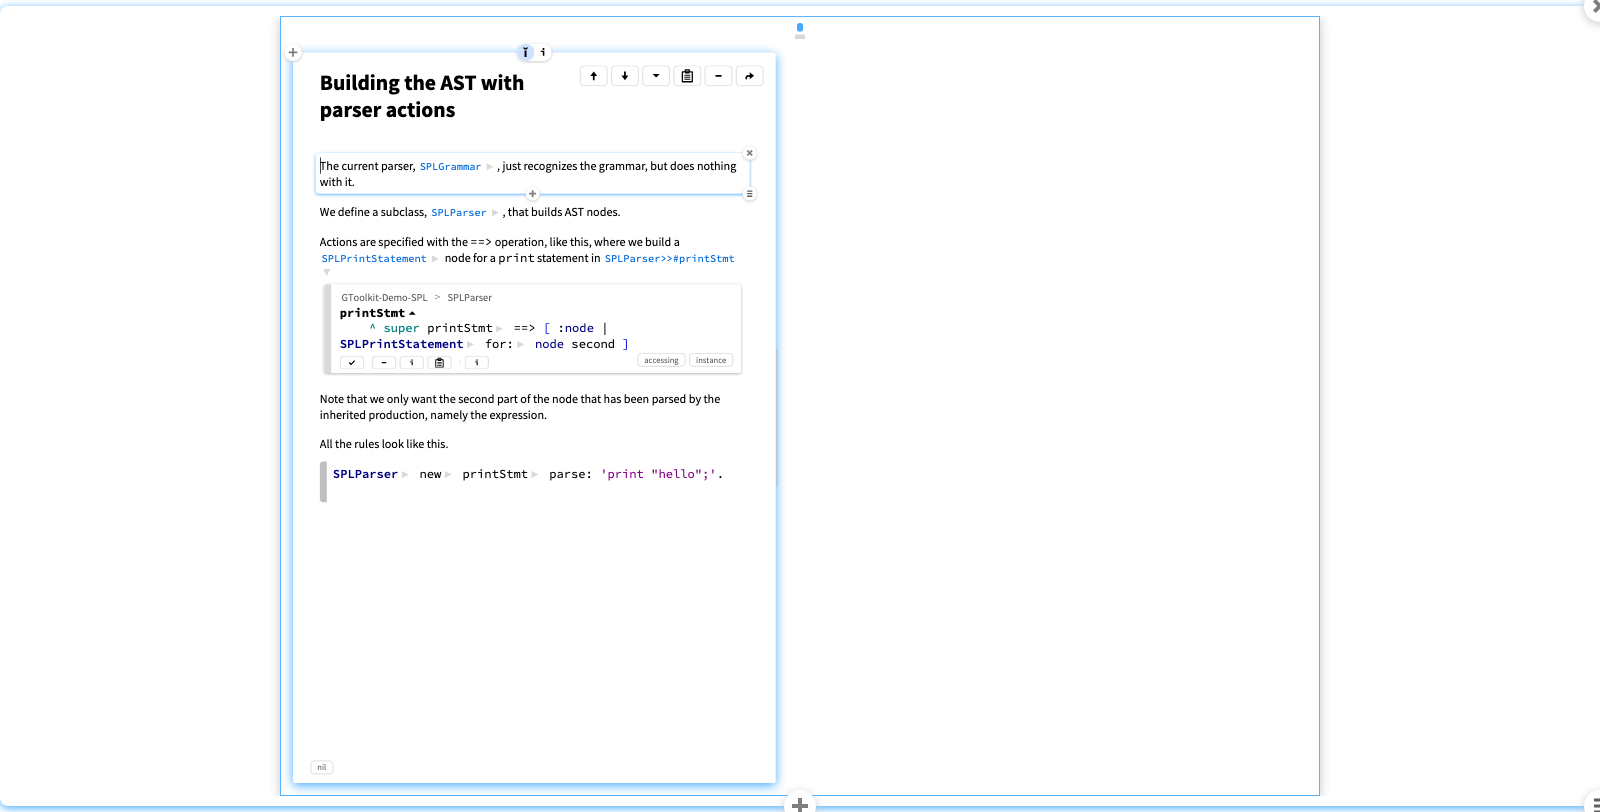 Building the AST with
parser actions
The current parser, SPLGrammar , just recognizes the grammar, but does nothing
with it.
We define a subclass, SPLParser , that builds AST nodes.
Actions are specified with the ==> operation, like this, where we build a
SPLPrintStatement node for a print statement in SPLParser>>#printStmt
GToolkit-Demo-SPL > SPLParser
printStmt
^ super printStmt ==> [ :node |
SPLPrintStatement for: node second ]
accessing instance
Note that we only want the second part of the node that has been parsed by the
inherited production, namely the expression.
All the rules look like this.
SPLParser new printStmt parse: 'print "hello";'.
nil